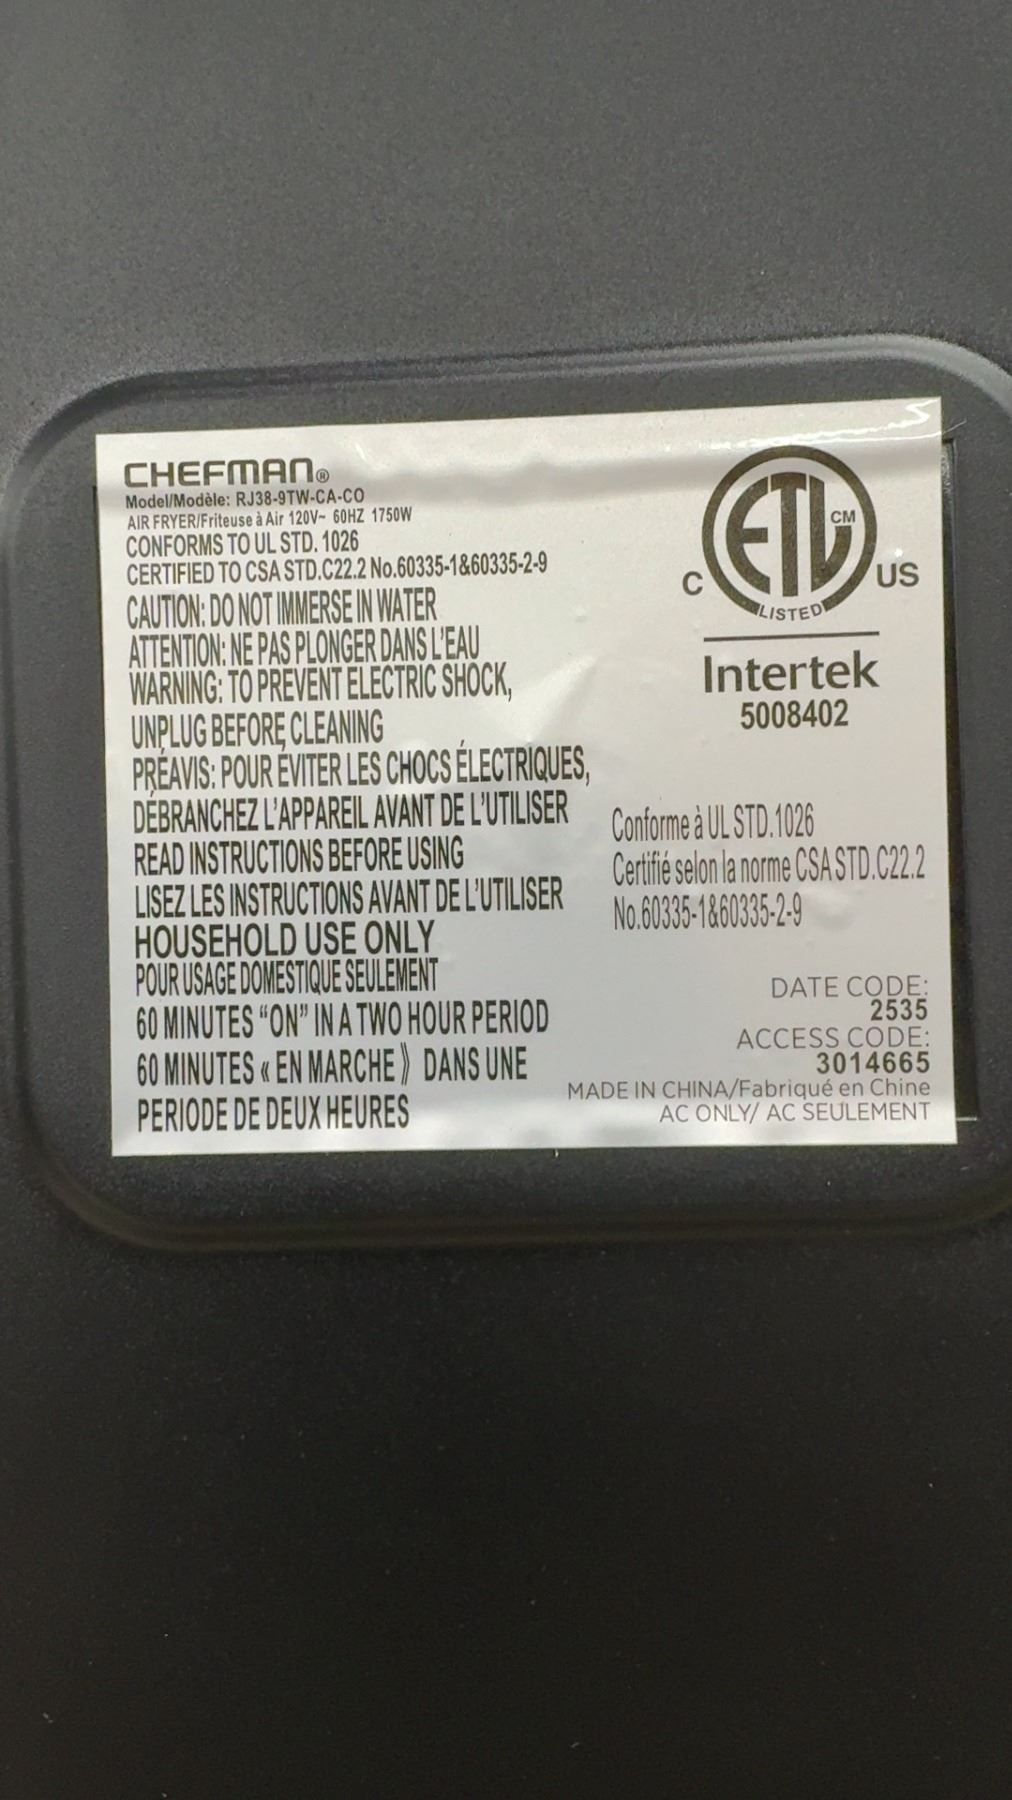 CHEFMAN®
Model/Modèle: RJ38-9TW-CA-CO
AIR FRYER/Friteuse à Air 120V~ 60HZ 1750W
CONFORMS TO UL STD. 1026
CERTIFIED TO CSA STD.C22.2 No.60335-1&60335-2-9
CAUTION: DO NOT IMMERSE IN WATER
ATTENTION: NE PAS PLONGER DANS L'EAU
WARNING: TO PREVENT ELECTRIC SHOCK,
UNPLUG BEFORE CLEANING
PRÉAVIS: POUR ÉVITER LES CHOCS ÉLECTRIQUES,
DÉBRANCHEZ L'APPAREIL AVANT DE L'UTILISER
READ INSTRUCTIONS BEFORE USING
LISEZ LES INSTRUCTIONS AVANT DE L'UTILISER
HOUSEHOLD USE ONLY
POUR USAGE DOMESTIQUE SEULEMENT
60 MINUTES “ON” IN A TWO HOUR PERIOD
60 MINUTES « EN MARCHE 》 DANS UNE
PERIODE DE DEUX HEURES
ETL CM
C US
LISTED
Intertek
5008402
Conforme à UL STD.1026
Certifié selon la norme CSA STD.C22.2
No.60335-1&60335-2-9
DATE CODE:
2535
ACCESS CODE:
3014665
MADE IN CHINA/Fabriqué en Chine
AC ONLY/ AC SEULEMENT